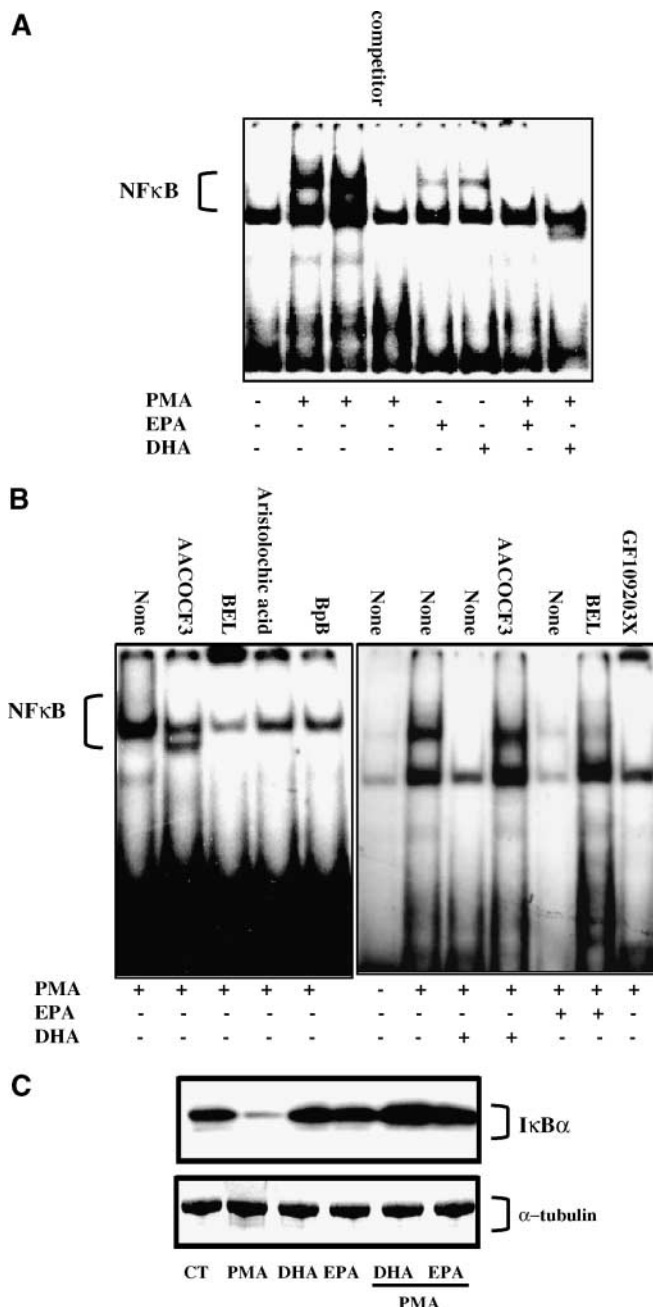 A
competitor
NFκB
PMA - + + + - - + +
EPA - - - - + - + -
DHA - - - - - + - +
B
None AACOCF3 BEL Aristolochic acid BpB None None None AACOCF3 None BEL GF109203X
NFκB
PMA + + + + + - + + + + + +
EPA - - - - - - - - - + + -
DHA - - - - - - - + + - - -
C
IκBα
α-tubulin
CT PMA DHA EPA DHA EPA
PMA